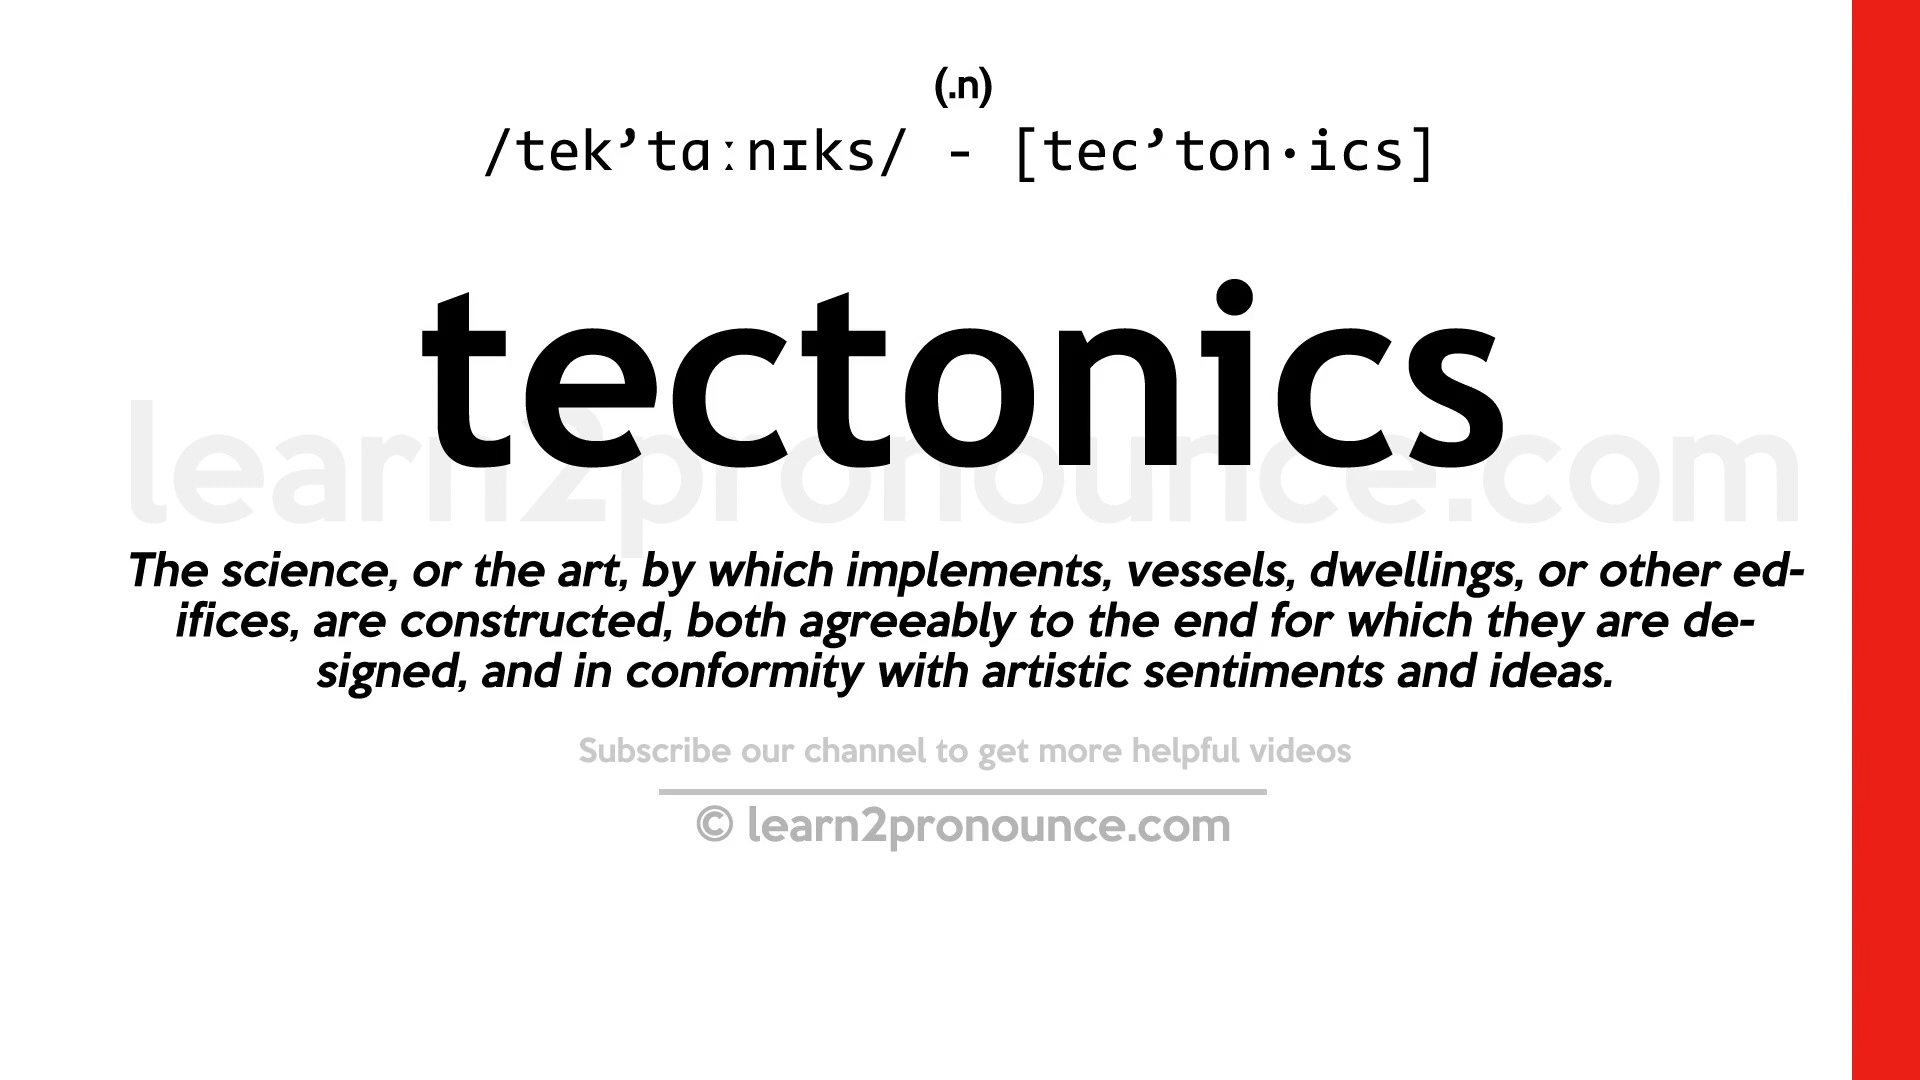 (.n)
/tek’tɑːnɪks/ - [tec’ton·ics]
tectonics
learn2pronounce.com
The science, or the art, by which implements, vessels, dwellings, or other ed-
ifices, are constructed, both agreeably to the end for which they are de-
signed, and in conformity with artistic sentiments and ideas.
Subscribe our channel to get more helpful videos
© learn2pronounce.com